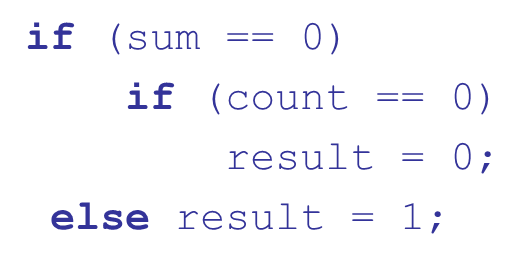 if (sum == 0)
if (count == 0)
result = 0;
else result = 1;